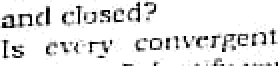 and closed?
Is every convergent